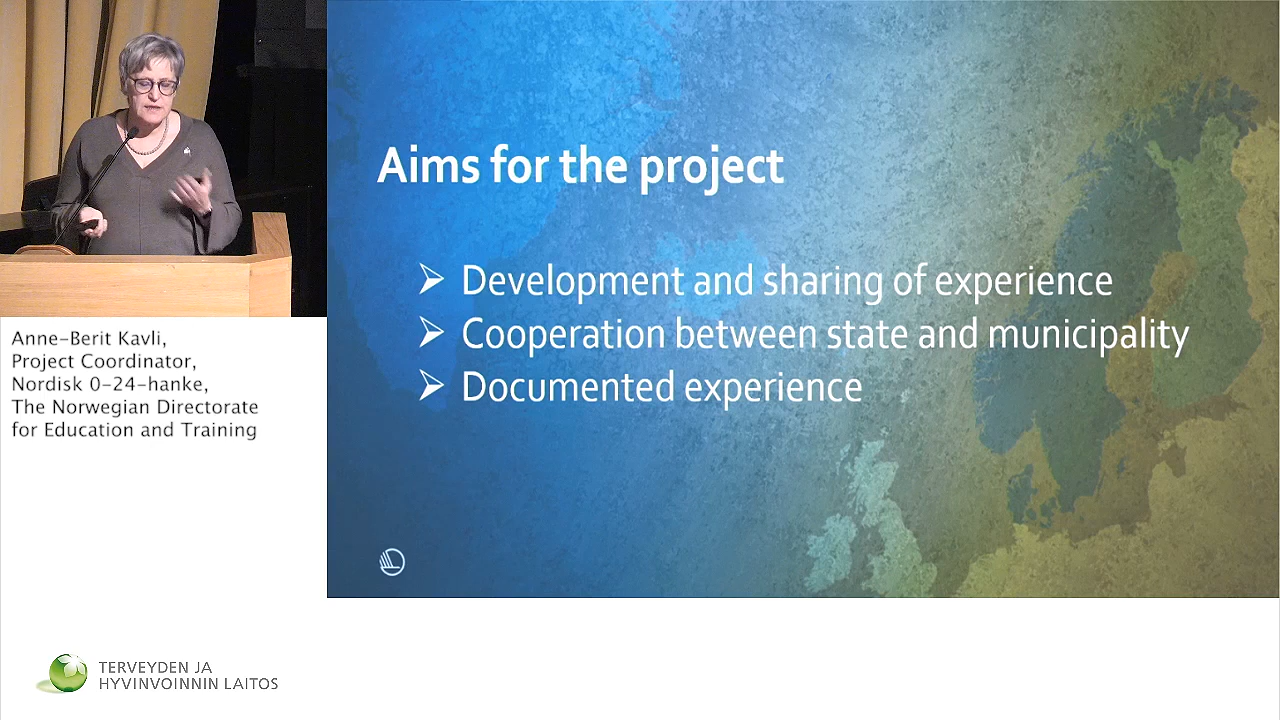 Aims for the project
Development and sharing of experience
Cooperation between state and municipality
Documented experience
Anne-Berit Kavli,
Project Coordinator,
Nordisk 0-24-hanke,
The Norwegian Directorate
for Education and Training
TERVEYDEN JA
HYVINVOINNIN LAITOS